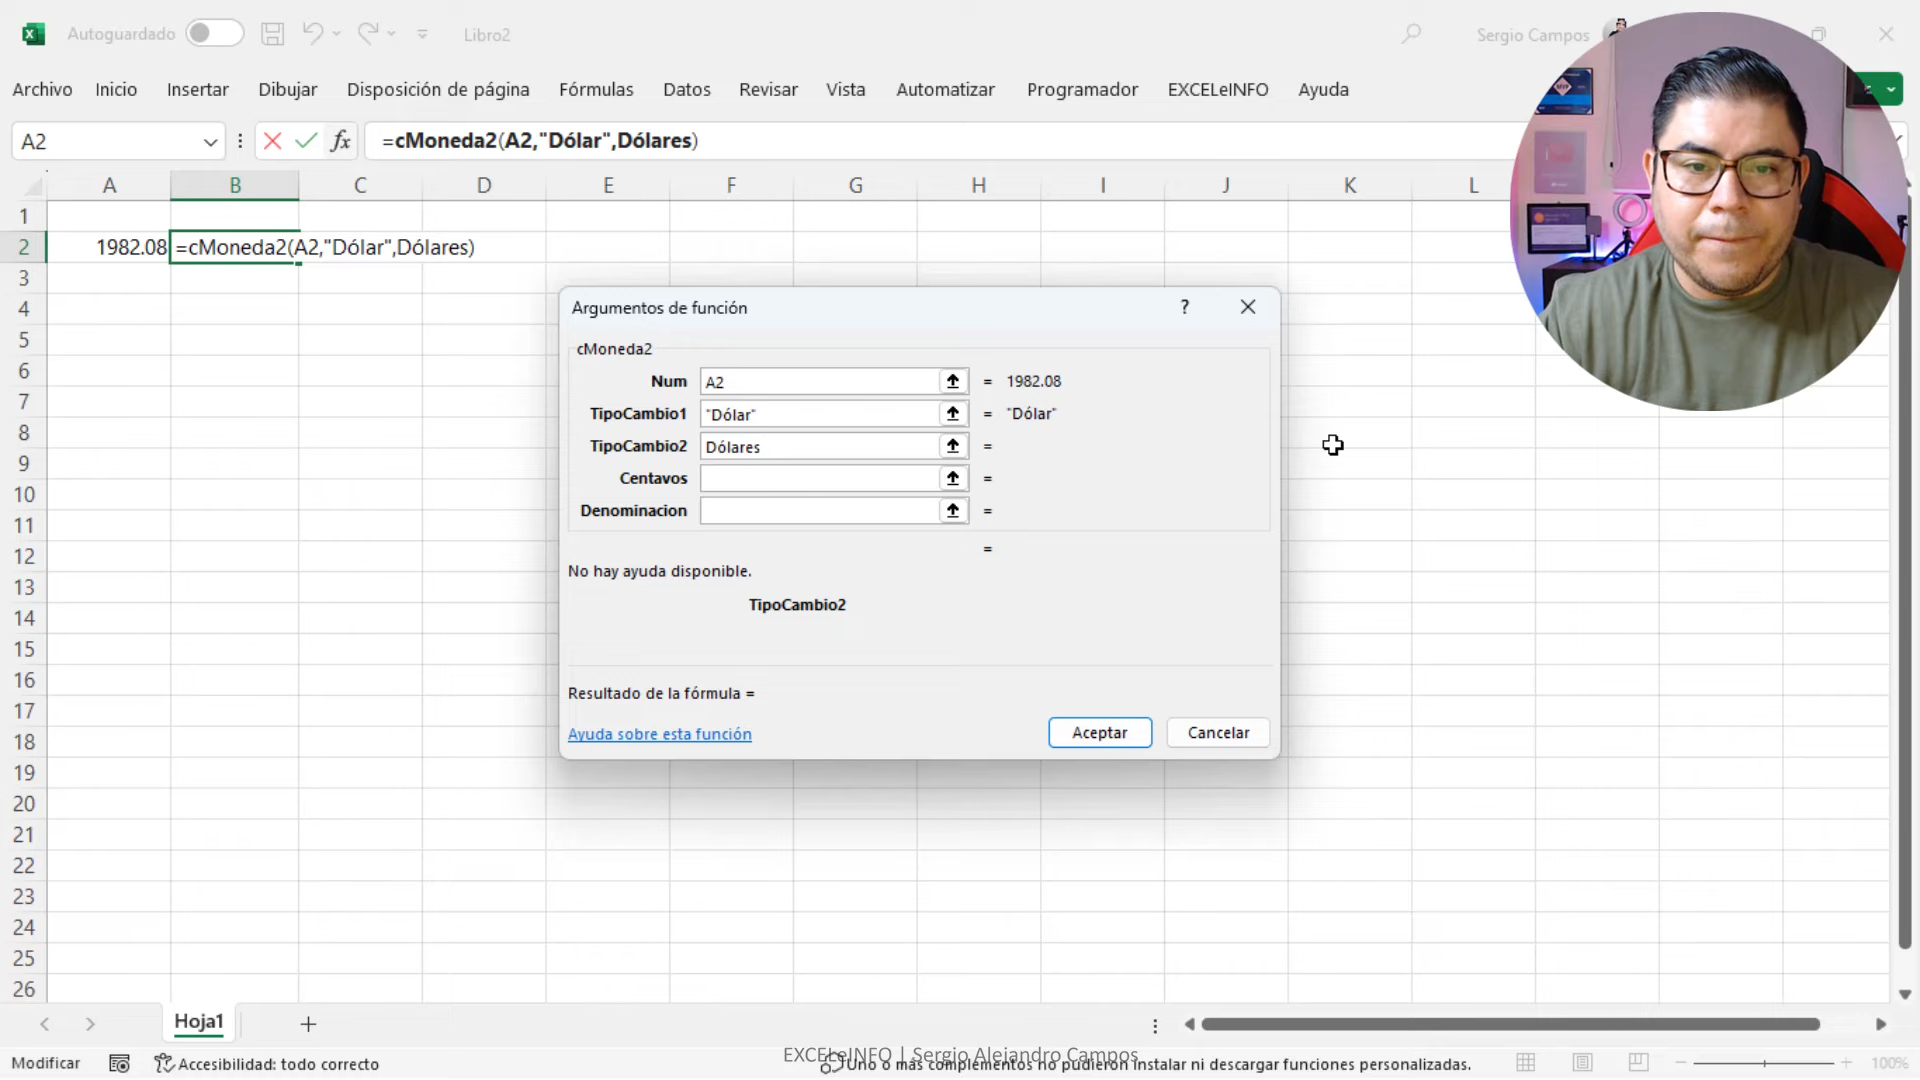 Autoguardado
Libro2
Sergio Campos
Archivo Inicio Insertar Dibujar Disposición de página Fórmulas Datos Revisar Vista Automatizar Programador EXCELeINFO Ayuda
A2
fx
=cMoneda2(A2,"Dólar",Dólares)
A B C D E F G H I J K L
1
2 1982.08 =cMoneda2(A2,"Dólar",Dólares)
3
4
5
6
7
8
9
10
11
12
13
14
15
16
17
18
19
20
21
22
23
24
25
26
Argumentos de función ?
cMoneda2
Num A2 = 1982.08
TipoCambio1 "Dólar" = "Dólar"
TipoCambio2 Dólares =
Centavos =
Denominacion =
=
No hay ayuda disponible.
TipoCambio2
Resultado de la fórmula =
Ayuda sobre esta función
Aceptar Cancelar
Hoja1
EXCELeINFO | Sergio Alejandro Campos
Modificar Accesibilidad: todo correcto Uno o más complementos no pudieron instalar ni descargar funciones personalizadas. 100%